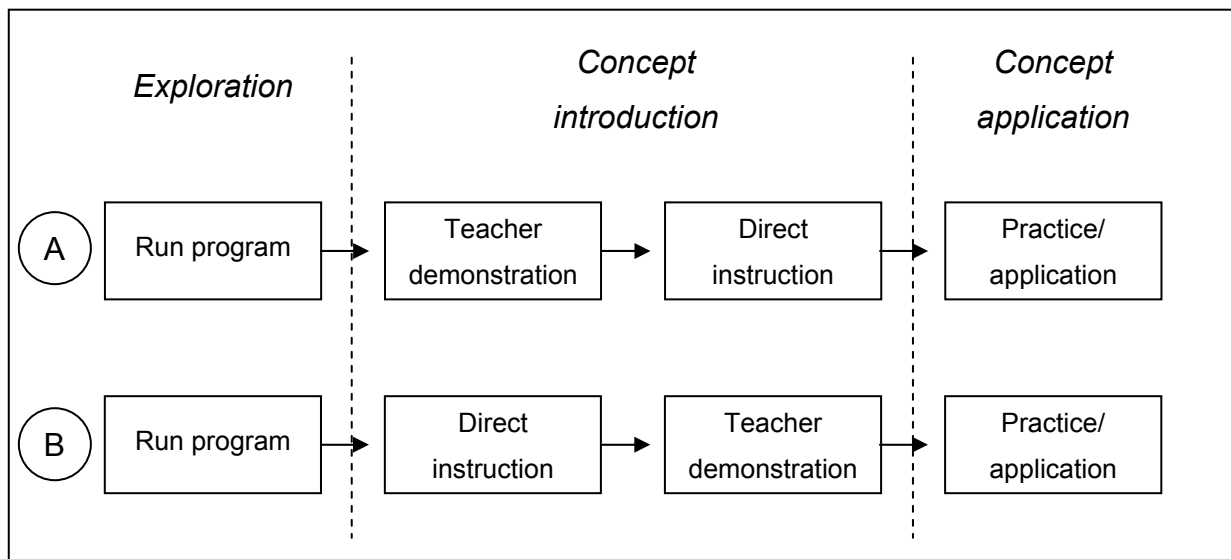 Exploration
Concept
introduction
Concept
application
A
Run program
Teacher
demonstration
Direct
instruction
Practice/
application
B
Run program
Direct
instruction
Teacher
demonstration
Practice/
application